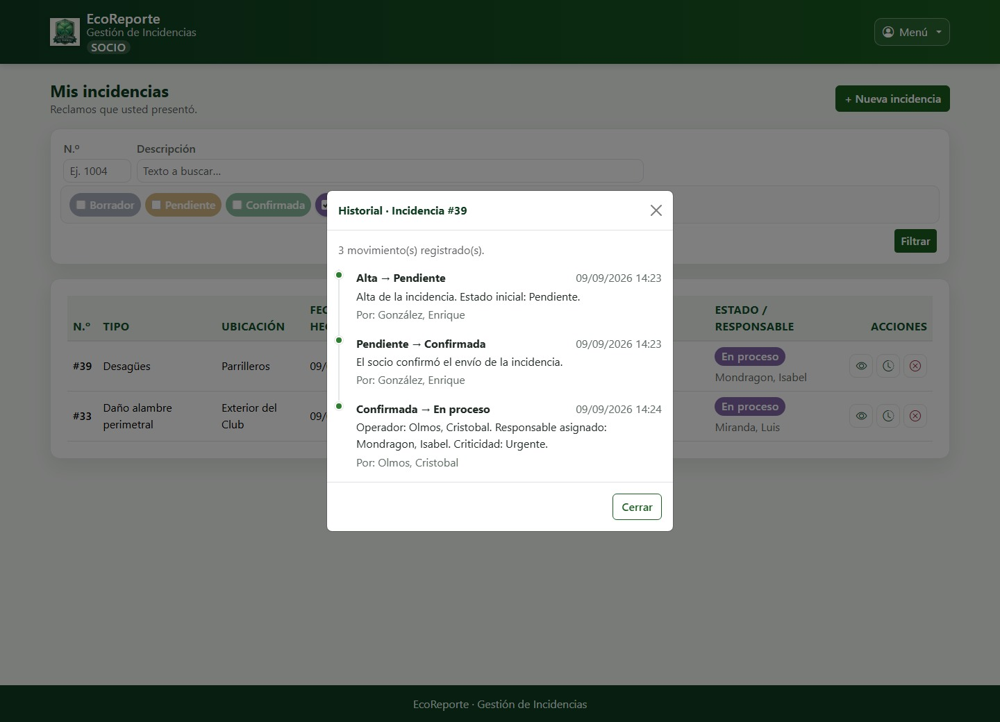 EcoReporte
Gestión de Incidencias
SOCIO
Menú
Mis incidencias
Reclamos que usted presentó.
+ Nueva incidencia
N.º
Descripción
Ej. 1004
Texto a buscar...
Borrador
Pendiente
Confirmada
Filtrar
Historial · Incidencia #39
3 movimiento(s) registrado(s).
Alta → Pendiente
09/09/2026 14:23
Alta de la incidencia. Estado inicial: Pendiente.
Por: González, Enrique
Pendiente → Confirmada
09/09/2026 14:23
El socio confirmó el envío de la incidencia.
Por: González, Enrique
Confirmada → En proceso
09/09/2026 14:24
Operador: Olmos, Cristobal. Responsable asignado:
Mondragon, Isabel. Criticidad: Urgente.
Por: Olmos, Cristobal
Cerrar
N.º
TIPO
UBICACIÓN
ESTADO /
RESPONSABLE
ACCIONES
#39
Desagües
Parrilleros
En proceso
Mondragon, Isabel
#33
Daño alambre
perimetral
Exterior del
Club
En proceso
Miranda, Luis
EcoReporte · Gestión de Incidencias